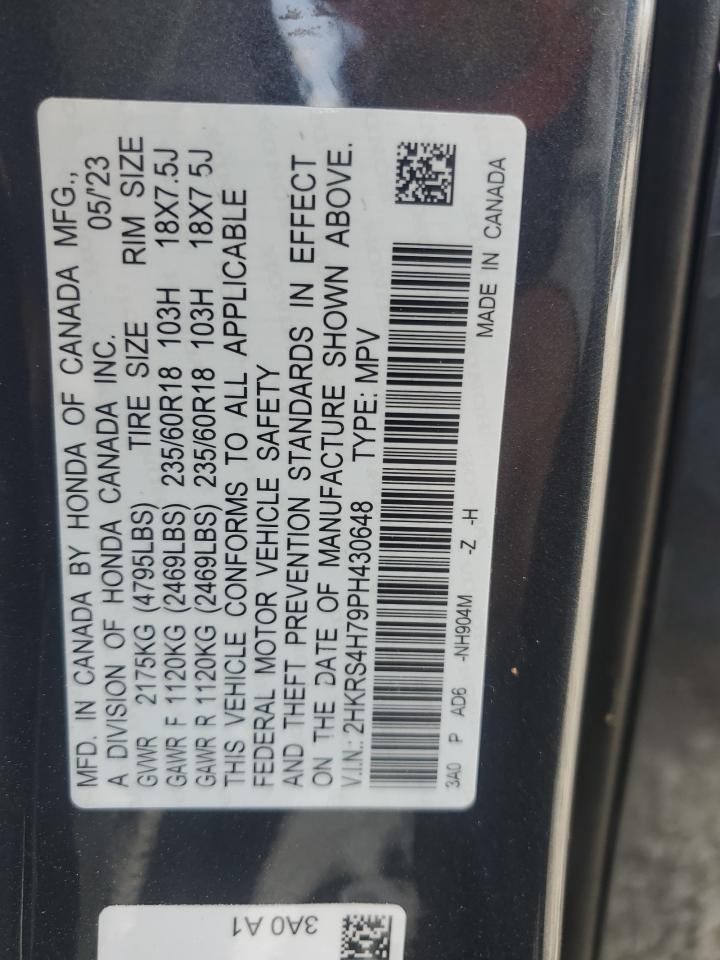 MFD. IN CANADA BY HONDA OF CANADA MFG.,
A DIVISION OF HONDA CANADA INC. 05/'23
GVWR 2175KG (4795LBS) TIRE SIZE RIM SIZE
GAWR F 1120KG (2469LBS) 235/60R18 103H 18X7.5J
GAWR R 1120KG (2469LBS) 235/60R18 103H 18X7 5J
THIS VEHICLE CONFORMS TO ALL APPLICABLE
FEDERAL MOTOR VEHICLE SAFETY
AND THEFT PREVENTION STANDARDS IN EFFECT
ON THE DATE OF MANUFACTURE SHOWN ABOVE.
V.I.N.: 2HKRS4H79PH430648 TYPE: MPV
3A0 P AD6 -NH904M -Z -H MADE IN CANADA
3A0 A1